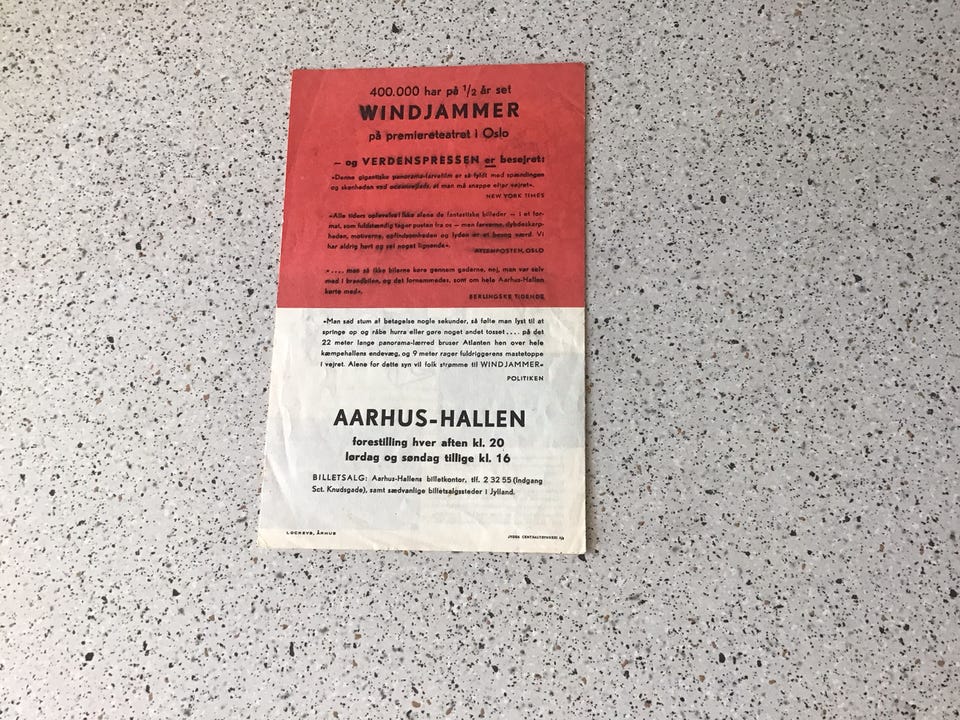 400.000 har på 1/2 år set
WINDJAMMER
på premiereteatret i Oslo
— og VERDENSPRESSEN er besejret:
»Denne gigantiske panorama-farvefilm er så fyldt med spændingen
og skønheden ved oceansejlads, at man må snappe efter vejret«.
NEW YORK TIMES
»Alle tiders oplevelse! Ikke alene de fantastiske billeder — i et for-
mat, som fuldstændig tager pusten fra os — men farverne, dybdeskarp-
heden, motiverne, opfindsomheden og lyden er et besøg værd. Vi
har aldrig hørt og set noget lignende«.
AFTENPOSTEN, OSLO
».... man så ikke bilerne køre gennem gaderne, nej, man var selv
med i brandbilen, og det fornemmedes, som om hele Aarhus-Hallen
kørte med«.
BERLINGSKE TIDENDE
»Man sad stum af betagelse nogle sekunder, så følte man lyst til at
springe op og råbe hurra eller gøre noget andet tosset.... på det
22 meter lange panorama-lærred bruser Atlanten hen over hele
kæmpehallens endevæg, og 9 meter rager fuldriggerens mastetoppe
i vejret. Alene for dette syn vil folk strømme til WINDJAMMER«
POLITIKEN
AARHUS-HALLEN
forestilling hver aften kl. 20
lørdag og søndag tillige kl. 16
BILLETSALG: Aarhus-Hallens billetkontor, tlf. 2 32 55 (indgang
Sct. Knudsgade), samt sædvanlige billetsalgssteder i Jylland.
LOCHEYS, ÅRHUS
JYDSK CENTRALTRYKKERI A/S